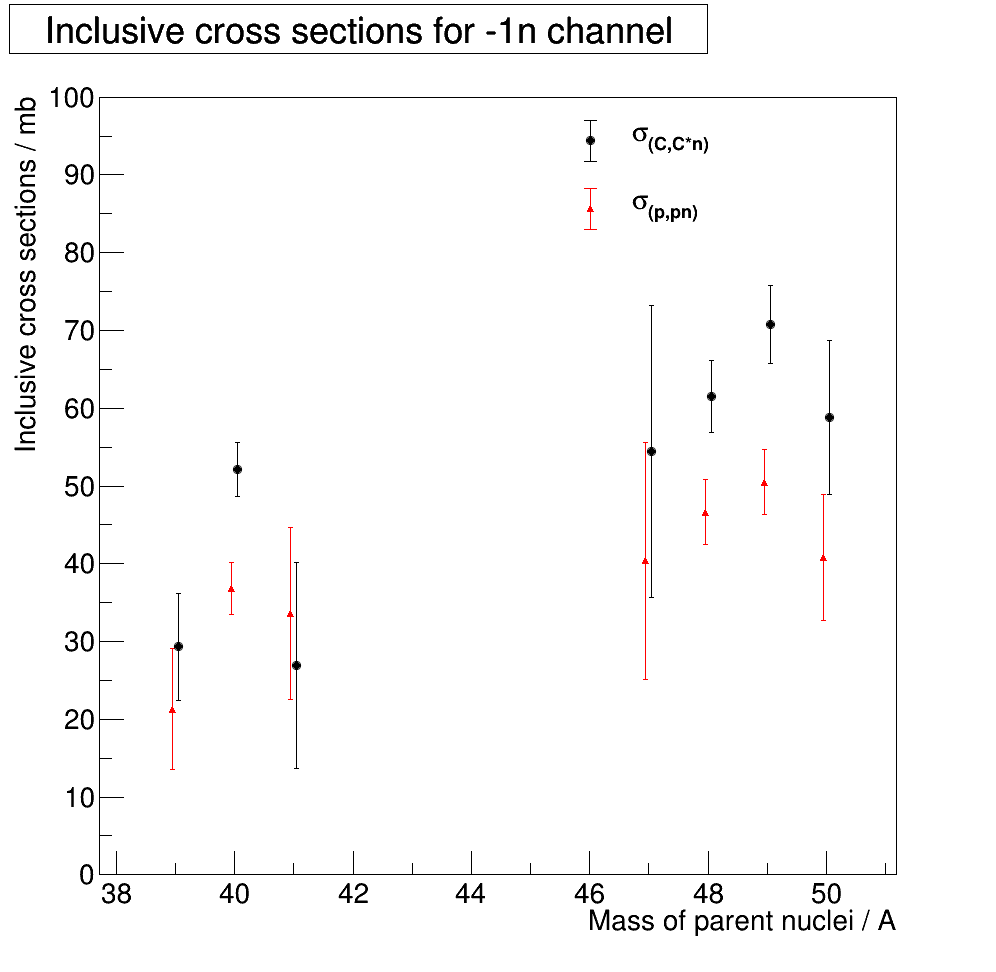 Inclusive cross sections for -1n channel
Inclusive cross sections / mb
100
90
80
70
60
50
40
30
20
10
0
σ(C,C*n)
σ(p,pn)
38 40 42 44 46 48 50
Mass of parent nuclei / A